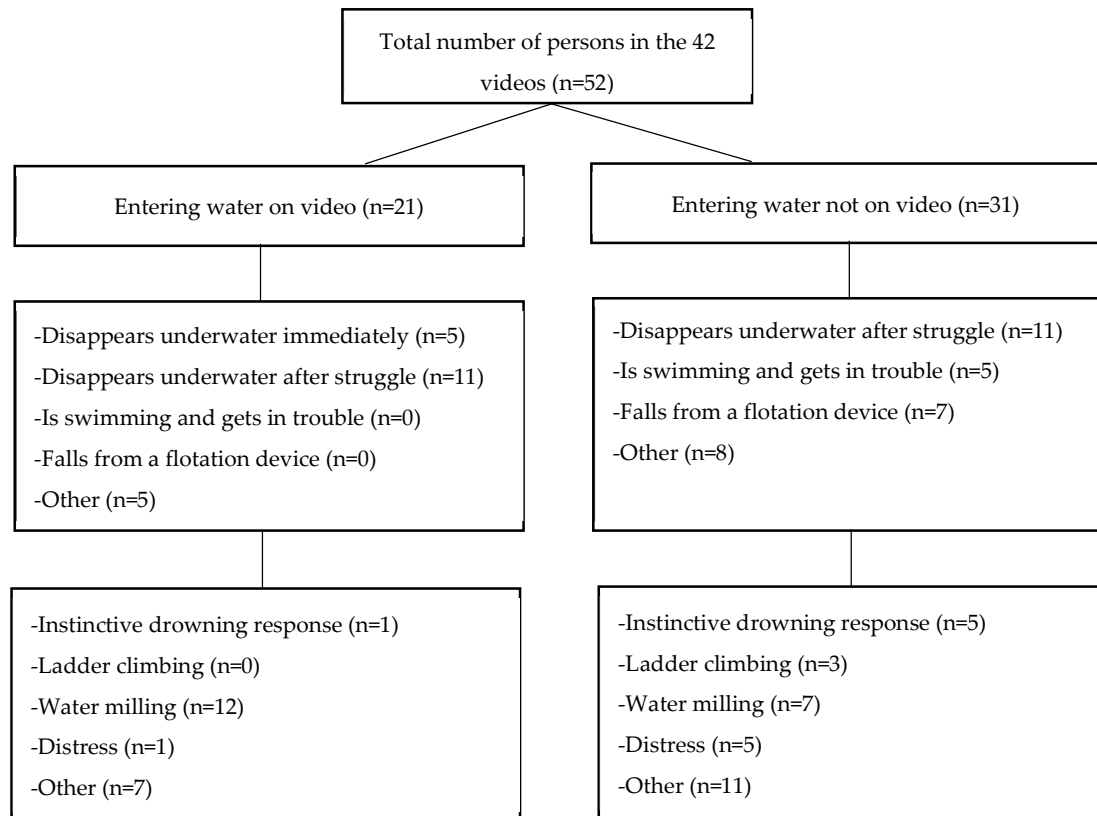 Total number of persons in the 42
videos (n=52)
Entering water on video (n=21)
Entering water not on video (n=31)
-Disappears underwater immediately (n=5)
-Disappears underwater after struggle (n=11)
-Is swimming and gets in trouble (n=0)
-Falls from a flotation device (n=0)
-Other (n=5)
-Disappears underwater after struggle (n=11)
-Is swimming and gets in trouble (n=5)
-Falls from a flotation device (n=7)
-Other (n=8)
-Instinctive drowning response (n=1)
-Ladder climbing (n=0)
-Water milling (n=12)
-Distress (n=1)
-Other (n=7)
-Instinctive drowning response (n=5)
-Ladder climbing (n=3)
-Water milling (n=7)
-Distress (n=5)
-Other (n=11)